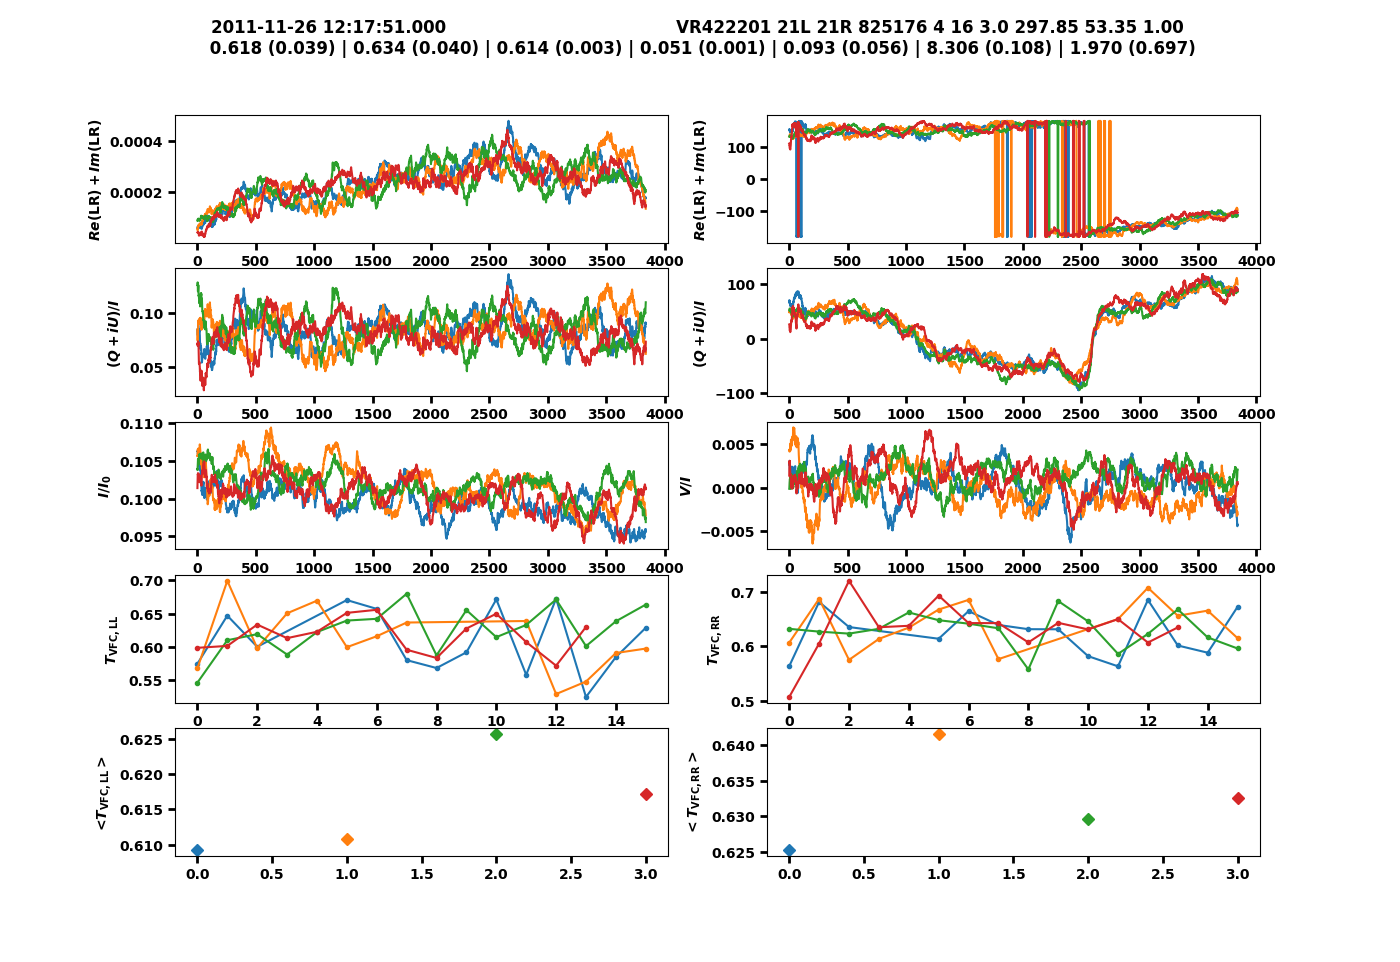 2011-11-26 12:17:51.000 VR422201 21L 21R 825176 4 16 3.0 297.85 53.35 1.00
0.618 (0.039) | 0.634 (0.040) | 0.614 (0.003) | 0.051 (0.001) | 0.093 (0.056) | 8.306 (0.108) | 1.970 (0.697)
Re(LR) + Im(LR)
0.0004
0.0002
0 500 1000 1500 2000 2500 3000 3500 4000
Re(LR) + Im(LR)
100
0
−100
0 500 1000 1500 2000 2500 3000 3500 4000
(Q + iU)/I
0.10
0.05
0 500 1000 1500 2000 2500 3000 3500 4000
(Q + iU)/I
100
0
−100
0 500 1000 1500 2000 2500 3000 3500 4000
I/I0
0.110
0.105
0.100
0.095
0 500 1000 1500 2000 2500 3000 3500 4000
V/I
0.005
0.000
−0.005
0 500 1000 1500 2000 2500 3000 3500 4000
TVFC,LL
0.70
0.65
0.60
0.55
0 2 4 6 8 10 12 14
TVFC,RR
0.7
0.6
0.5
0 2 4 6 8 10 12 14
<TVFC,LL >
0.625
0.620
0.615
0.610
0.0 0.5 1.0 1.5 2.0 2.5 3.0
< TVFC,RR >
0.640
0.635
0.630
0.625
0.0 0.5 1.0 1.5 2.0 2.5 3.0